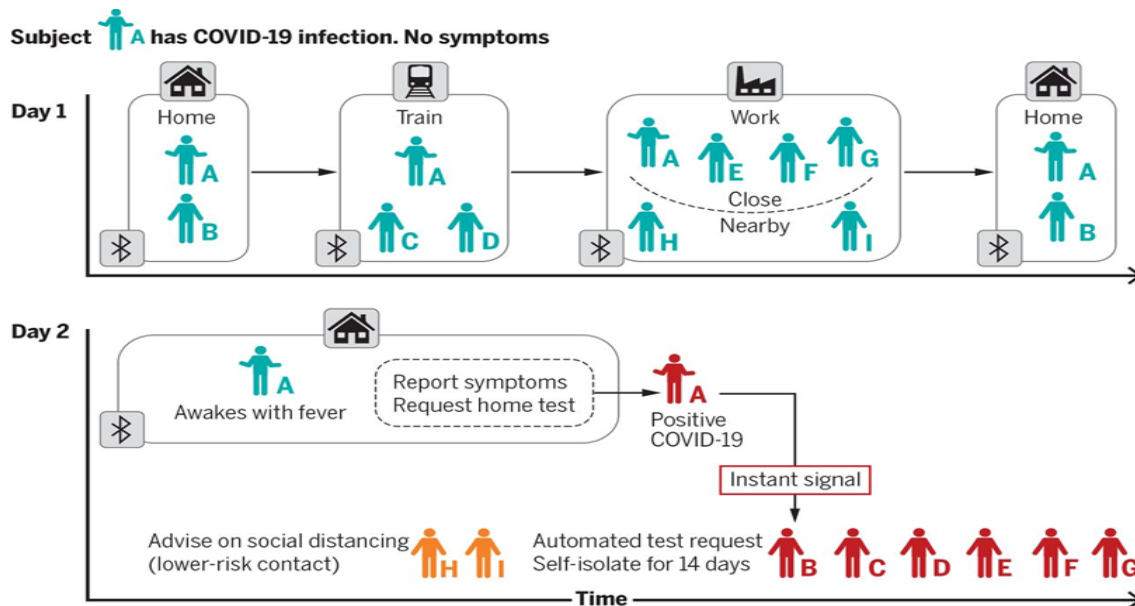 Subject A has COVID-19 infection. No symptoms
Day 1
Home
A
B
Train
A
C D
Work
A E F G
Close
Nearby
H I
Home
A
B
Day 2
A
Awakes with fever
Report symptoms
Request home test
A
Positive
COVID-19
Instant signal
Advise on social distancing
(lower-risk contact)
H I
Automated test request
Self-isolate for 14 days
B C D E F G
Time